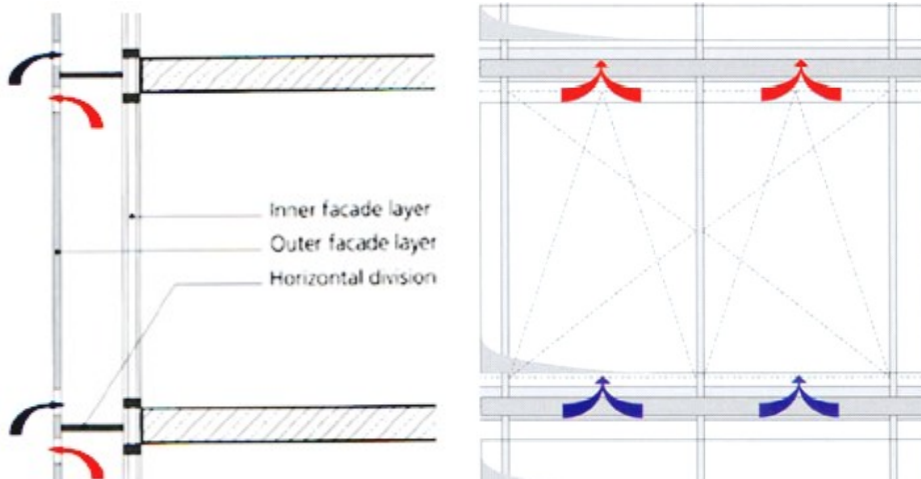 Inner facade layer
Outer facade layer
Horizontal division